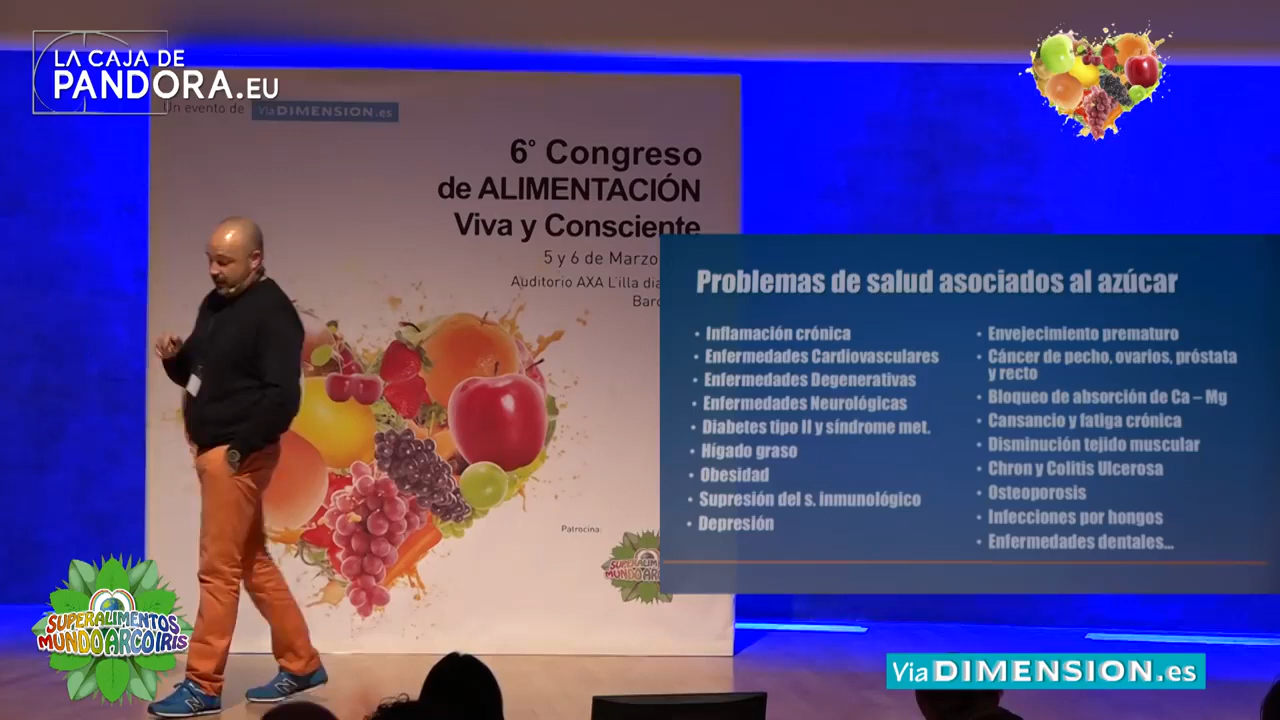 LA CAJA DE
PANDORA.EU
Un evento de ViaDIMENSION.es
6° Congreso
de ALIMENTACIÓN
Viva y Consciente
5 y 6 de Marzo
Auditorio AXA L'illa
Patrocina:
SUPERALIMENTOS
Problemas de salud asociados al azúcar
• Inflamación crónica
• Enfermedades Cardiovasculares
• Enfermedades Degenerativas
• Enfermedades Neurológicas
• Diabetes tipo II y síndrome met.
• Hígado graso
• Obesidad
• Supresión del s. inmunológico
• Depresión
• Envejecimiento prematuro
• Cáncer de pecho, ovarios, próstata
y recto
• Bloqueo de absorción de Ca – Mg
• Cansancio y fatiga crónica
• Disminución tejido muscular
• Chron y Colitis Ulcerosa
• Osteoporosis
• Infecciones por hongos
• Enfermedades dentales...
SUPERALIMENTOS
MUNDO ARCOIRIS
ViaDIMENSION.es